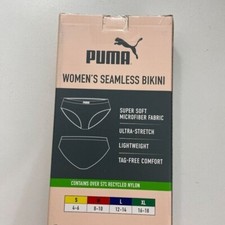 PUMA
WOMEN'S SEAMLESS BIKINI
SUPER SOFT
MICROFIBER FABRIC
ULTRA-STRETCH
LIGHTWEIGHT
TAG-FREE COMFORT
CONTAINS OVER 57% RECYCLED NYLON
S L XL
4-6 8-10 12-14 16-18